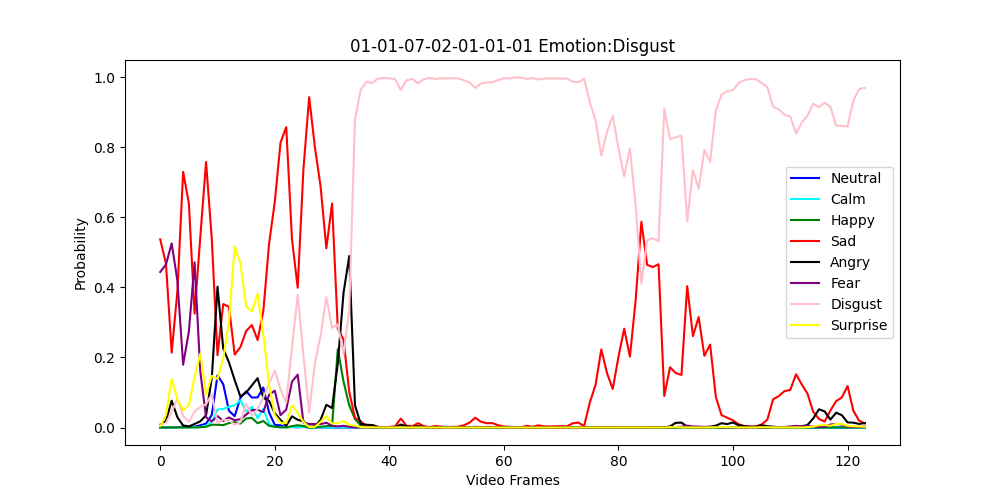 01-01-07-02-01-01-01 Emotion:Disgust
Probability
1.0
0.8
0.6
0.4
0.2
0.0
Neutral
Calm
Happy
Sad
Angry
Fear
Disgust
Surprise
0 20 40 60 80 100 120
Video Frames